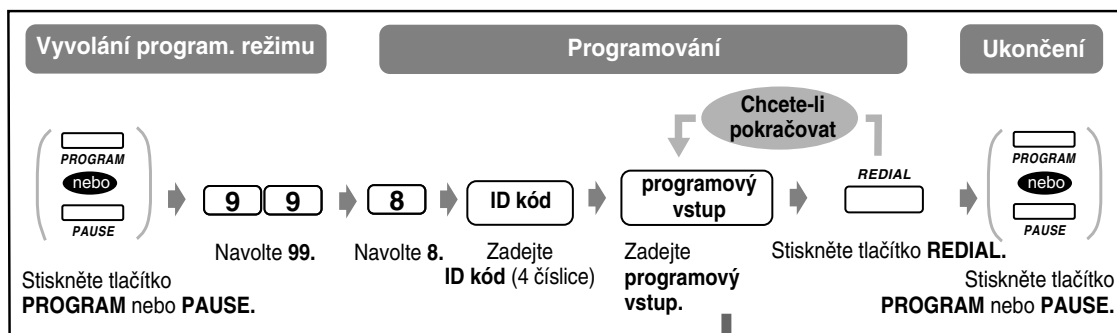 Vyvolání program. režimu
Programování
Ukončení
Chcete-li
pokračovat
PROGRAM
nebo
PAUSE
9 9
8
ID kód
programový
vstup
REDIAL
PROGRAM
nebo
PAUSE
Stiskněte tlačítko
PROGRAM nebo PAUSE.
Navolte 99.
Navolte 8.
Zadejte
ID kód (4 číslice)
Zadejte
programový
vstup.
Stiskněte tlačítko REDIAL.
Stiskněte tlačítko
PROGRAM nebo PAUSE.